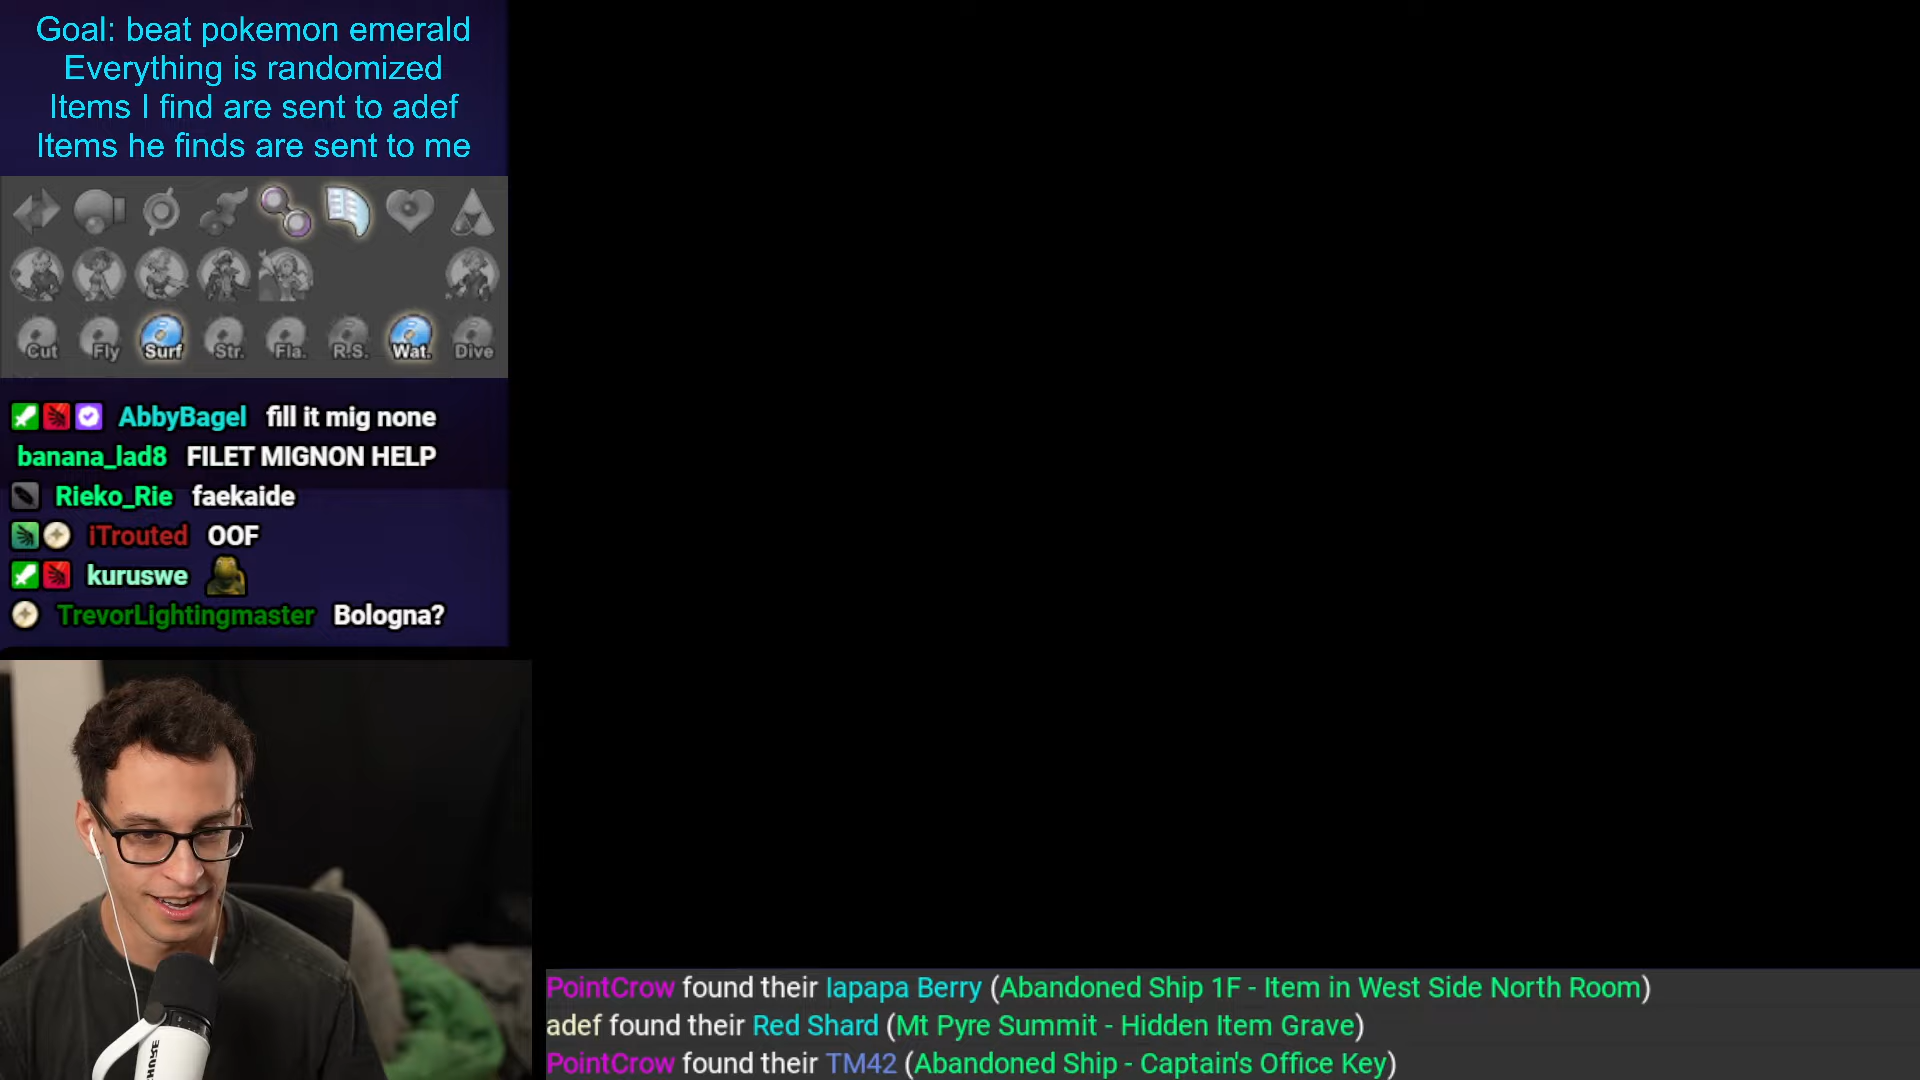 Goal: beat pokemon emerald
Everything is randomized
Items I find are sent to adef
Items he finds are sent to me
Cut Fly Surf Str. Fla. R.S. Wat. Dive
AbbyBagel fill it mig none
banana_lad8 FILET MIGNON HELP
Rieko_Rie faekaide
iTrouted OOF
kuruswe
TrevorLightingmaster Bologna?
SHURE
PointCrow found their Iapapa Berry (Abandoned Ship 1F - Item in West Side North Room)
adef found their Red Shard (Mt Pyre Summit - Hidden Item Grave)
PointCrow found their TM42 (Abandoned Ship - Captain's Office Key)